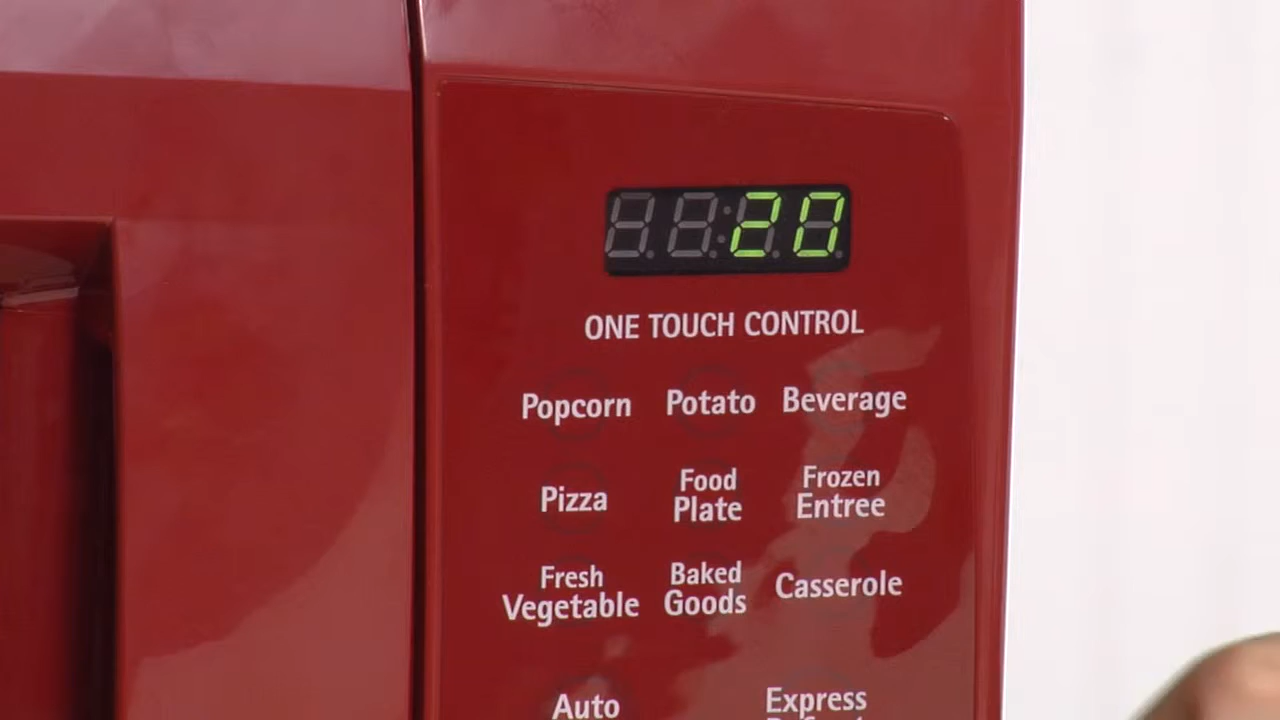 20
ONE TOUCH CONTROL
Popcorn Potato Beverage
Pizza Food Plate Frozen Entree
Fresh Vegetable Baked Goods Casserole
Auto Express